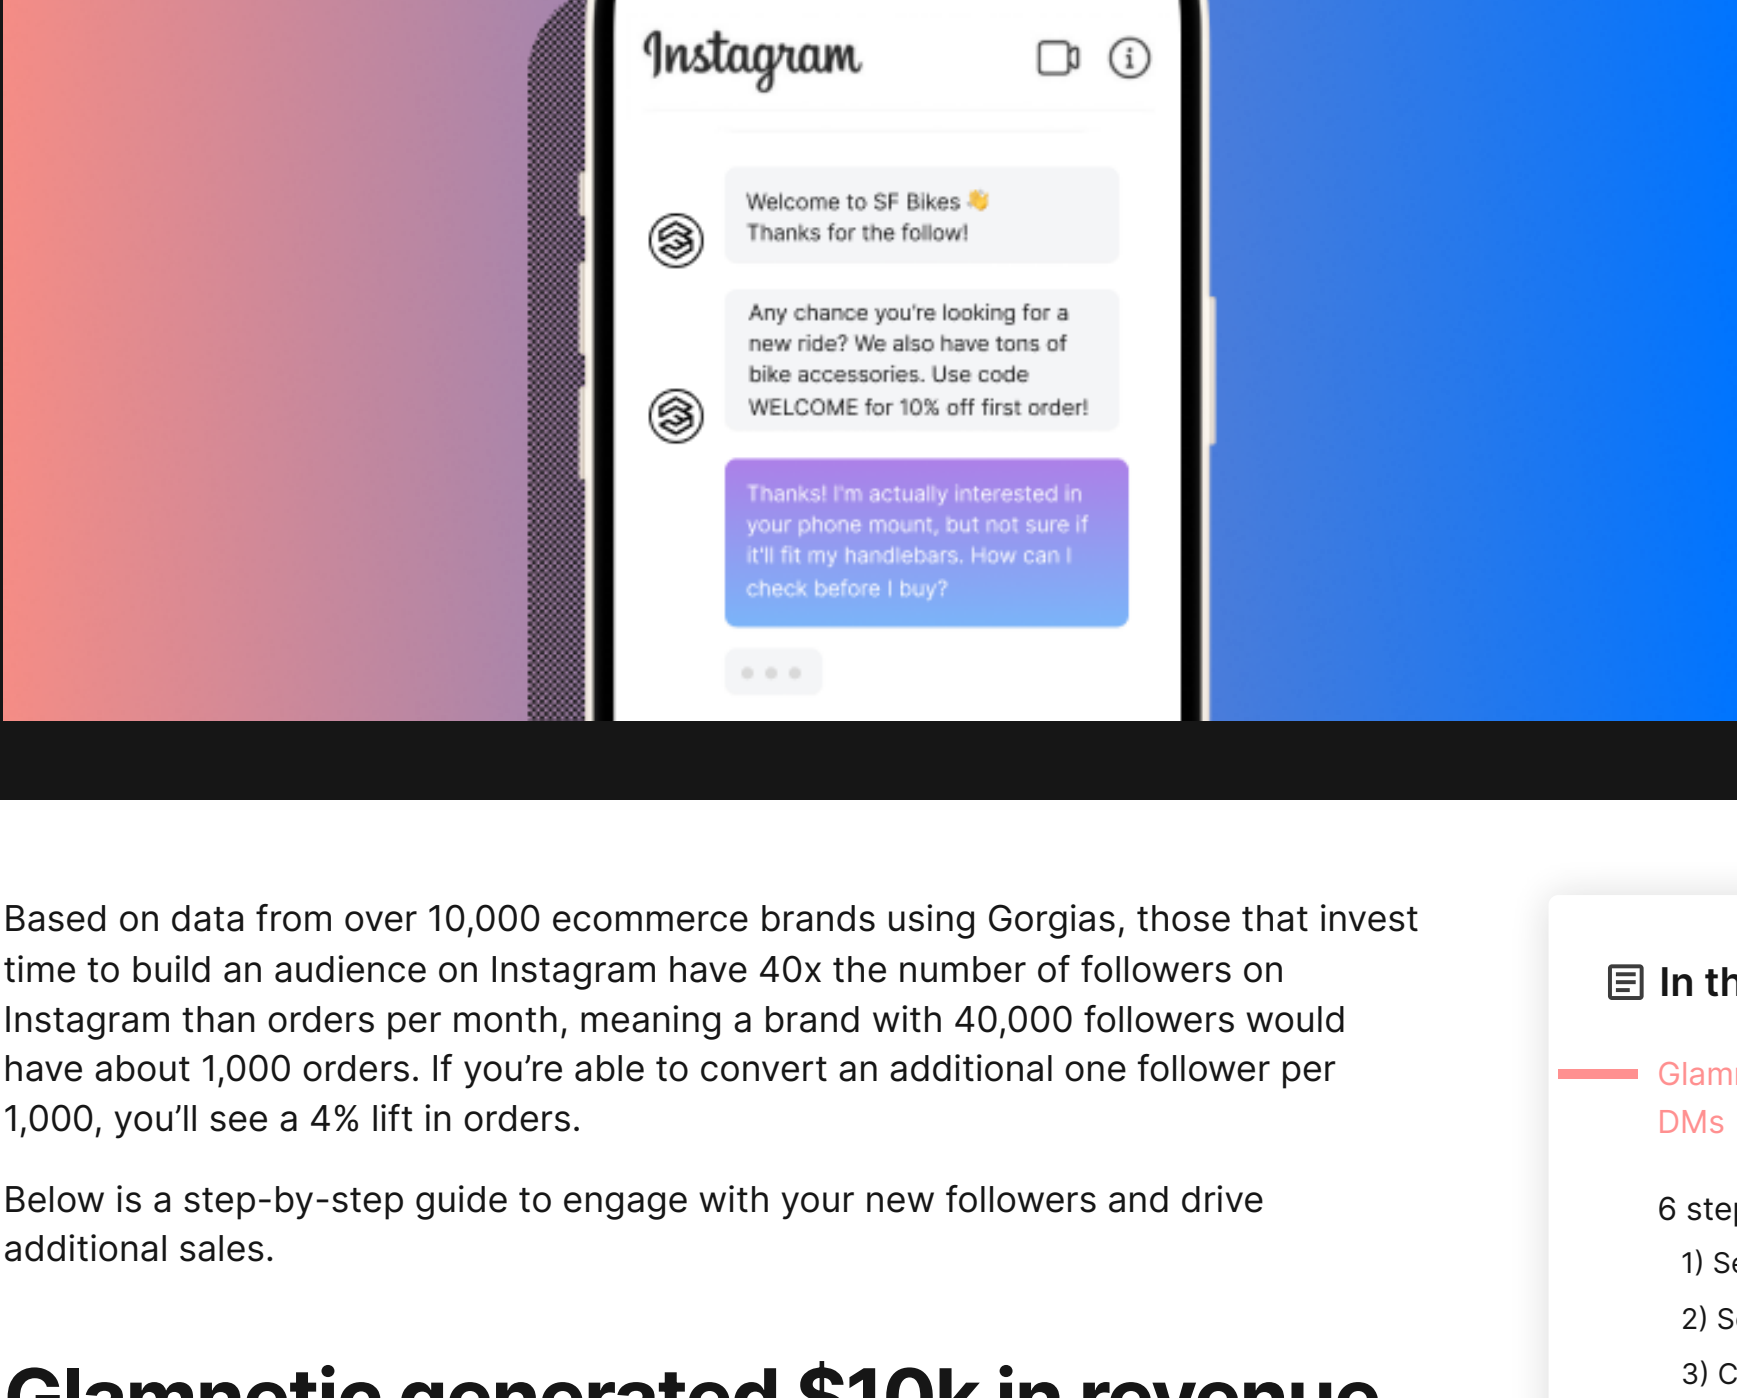 Instagram
Welcome to SF Bikes 👋
Thanks for the follow!
Any chance you're looking for a
new ride? We also have tons of
bike accessories. Use code
WELCOME for 10% off first order!
Thanks! I'm actually interested in
your phone mount, but not sure if
it'll fit my handlebars. How can I
check before I buy?
Based on data from over 10,000 ecommerce brands using Gorgias, those that invest
time to build an audience on Instagram have 40x the number of followers on
Instagram than orders per month, meaning a brand with 40,000 followers would
have about 1,000 orders. If you’re able to convert an additional one follower per
1,000, you’ll see a 4% lift in orders.
Below is a step-by-step guide to engage with your new followers and drive
additional sales.
Glamnetic generated $10k in revenue
In
DMs
6
1)
2)
3)